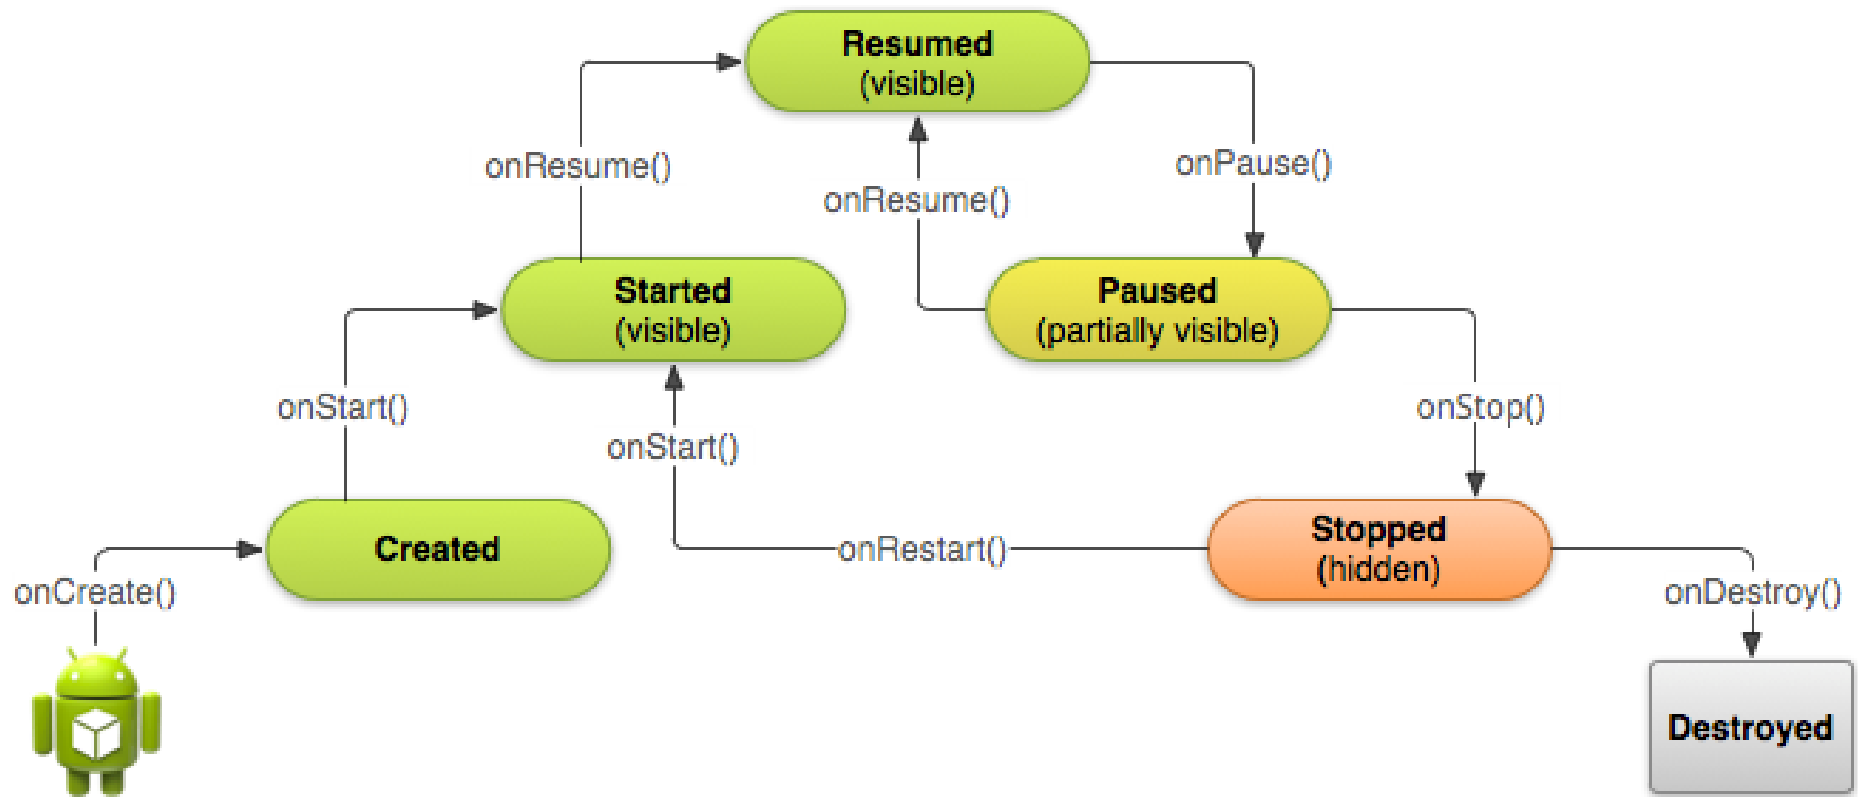 Resumed
(visible)
onResume()
onResume()
onPause()
Started
(visible)
Paused
(partially visible)
onStart()
onStart()
onStop()
Created
onRestart()
Stopped
(hidden)
onCreate()
onDestroy()
Destroyed